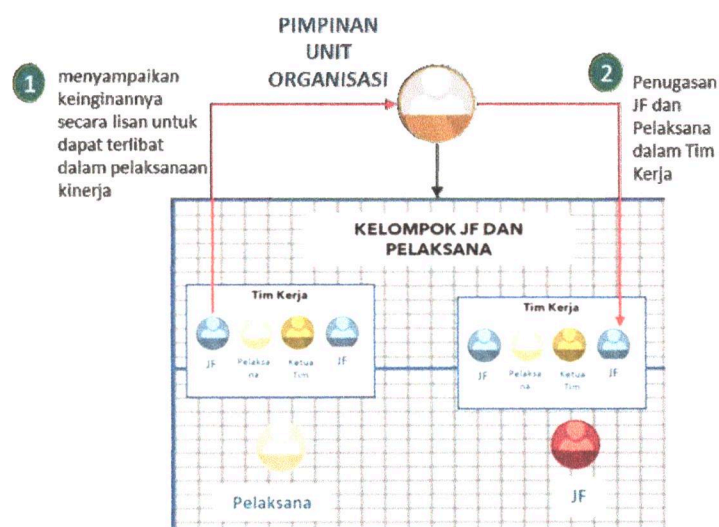 PIMPINAN
UNIT
ORGANISASI
1
menyampaikan
keinginannya
secara lisan untuk
dapat terlibat
dalam pelaksanaan
kinerja
2
Penugasan
JF dan
Pelaksana
dalam Tim
Kerja
KELOMPOK JF DAN
PELAKSANA
Tim Kerja
JF
Pelaksa
na
Ketua
Tim
JF
Tim Kerja
JF
Pelaksa
na
Ketua
Tim
JF
Pelaksana
JF